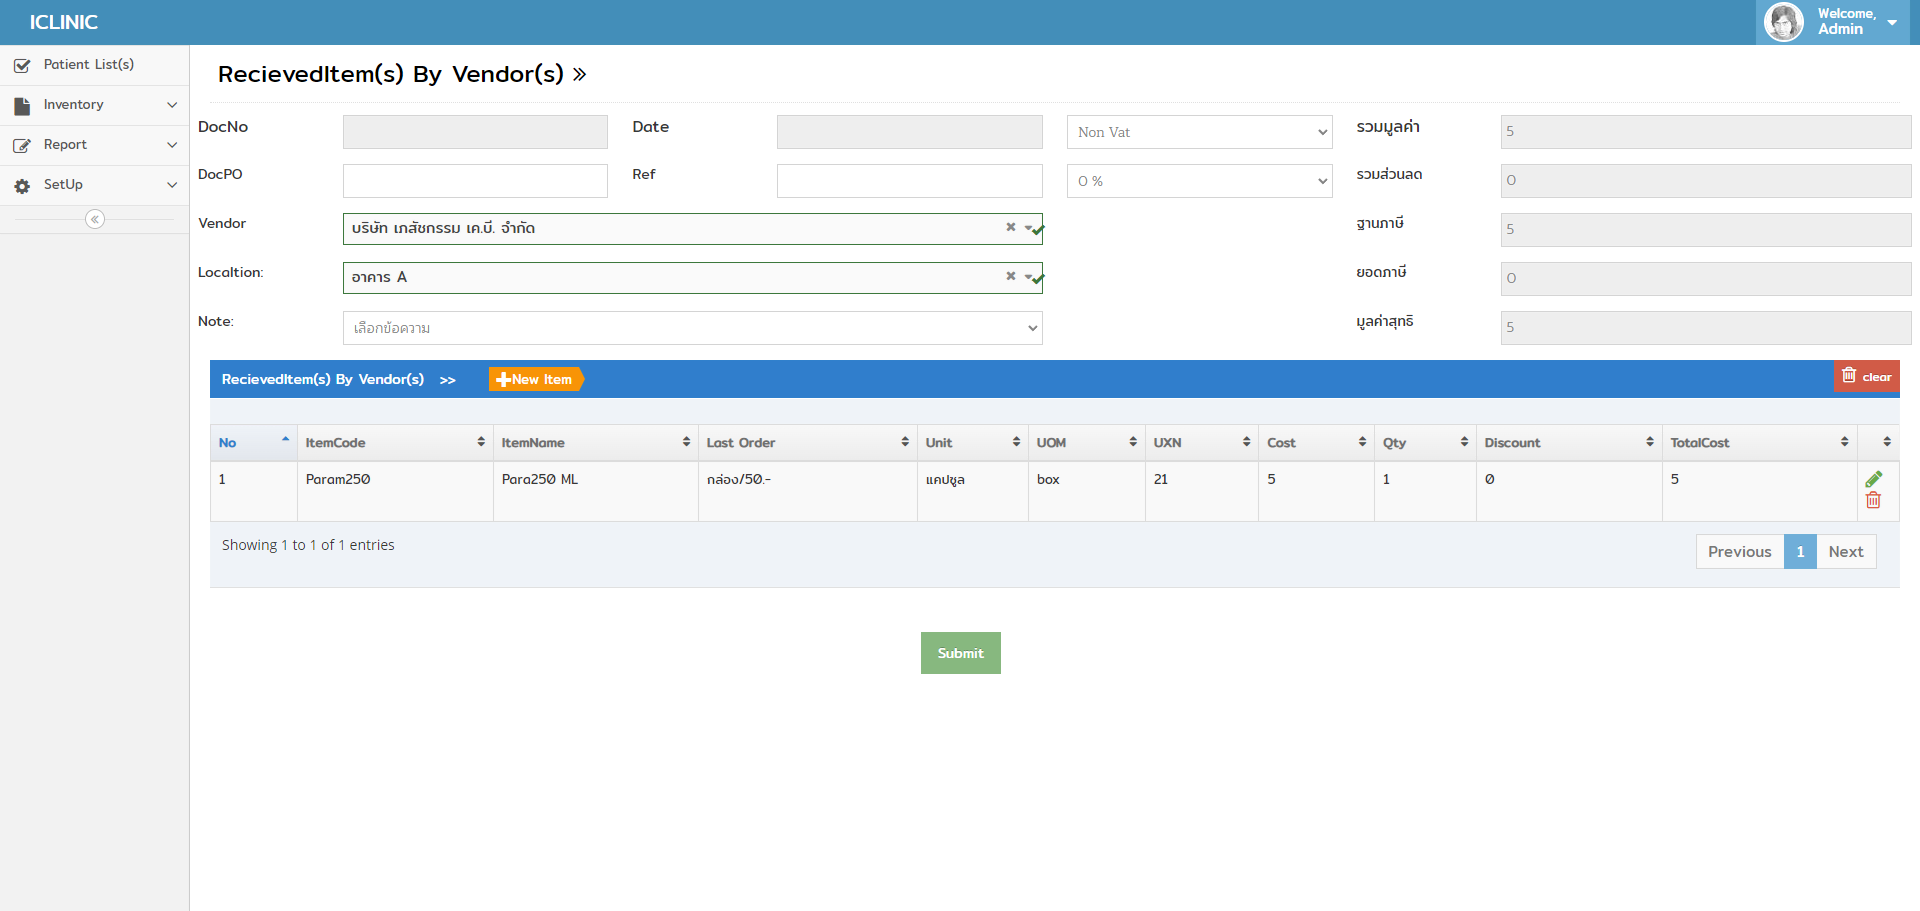 ICLINIC
Welcome,
Admin
Patient List(s)
Inventory
Report
SetUp
RecievedItem(s) By Vendor(s) »
DocNo
Date
Non Vat
รวมมูลค่า
5
DocPO
Ref
0 %
รวมส่วนลด
0
Vendor
บริษัท เภสัชกรรม เค.บี. จำกัด
ฐานภาษี
5
Localtion:
อาคาร A
ยอดภาษี
0
Note:
เลือกข้อความ
มูลค่าสุทธิ
5
RecievedItem(s) By Vendor(s) >>
New Item
clear
No ItemCode ItemName Last Order Unit UOM UXN Cost Qty Discount TotalCost
1 Param250 Para250 ML กล่อง/50.- แคปซูล box 21 5 1 0 5
Showing 1 to 1 of 1 entries
Previous 1 Next
Submit